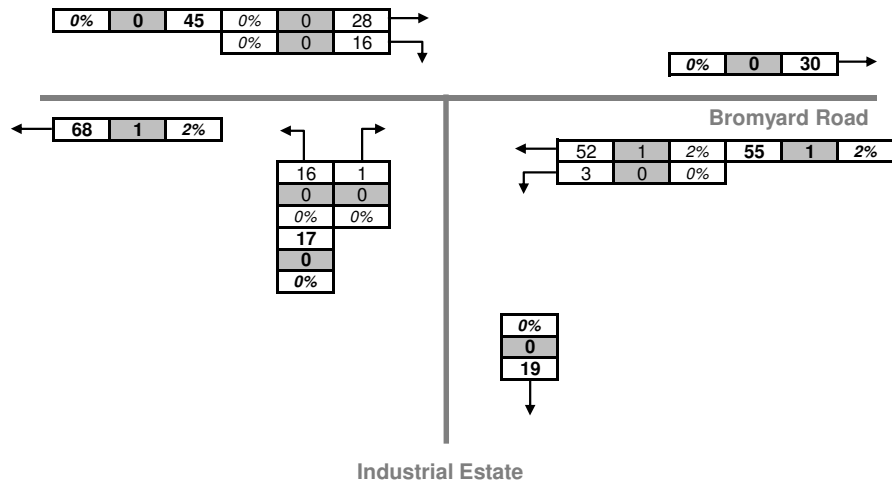 0% 0 45 0% 0 28
0% 0 16
0% 0 30
Bromyard Road
68 1 2%
52 1 2% 55 1 2%
3 0 0%
16 1
0 0
0% 0%
17
0
0%
0%
0
19
Industrial Estate